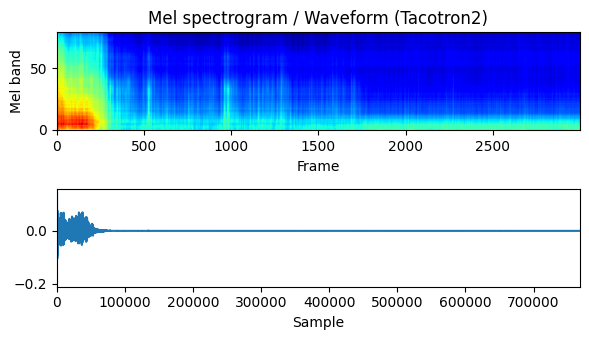 Mel spectrogram / Waveform (Tacotron2)
Mel band
50
0
0 500 1000 1500 2000 2500
Frame
0.0
−0.2
0 100000 200000 300000 400000 500000 600000 700000
Sample